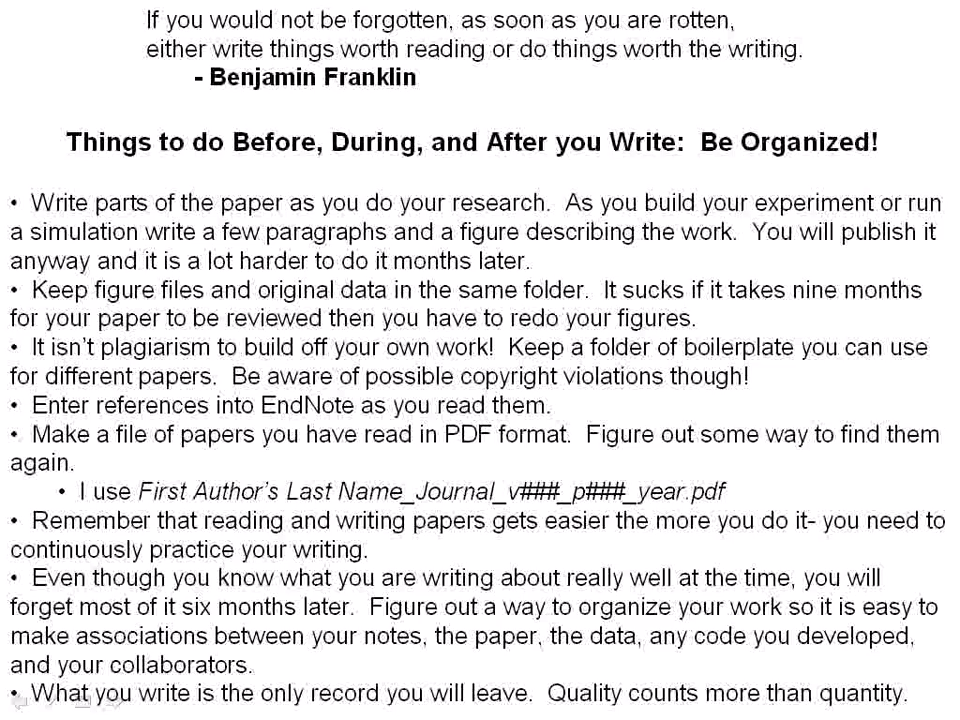 If you would not be forgotten, as soon as you are rotten,
either write things worth reading or do things worth the writing.
- Benjamin Franklin
Things to do Before, During, and After you Write:  Be Organized!
• Write parts of the paper as you do your research.  As you build your experiment or run
a simulation write a few paragraphs and a figure describing the work.  You will publish it
anyway and it is a lot harder to do it months later.
• Keep figure files and original data in the same folder.  It sucks if it takes nine months
for your paper to be reviewed then you have to redo your figures.
• It isn't plagiarism to build off your own work!  Keep a folder of boilerplate you can use
for different papers.  Be aware of possible copyright violations though!
• Enter references into EndNote as you read them.
• Make a file of papers you have read in PDF format.  Figure out some way to find them
again.
• I use First Author's Last Name_Journal_v###_p###_year.pdf
• Remember that reading and writing papers gets easier the more you do it- you need to
continuously practice your writing.
• Even though you know what you are writing about really well at the time, you will
forget most of it six months later.  Figure out a way to organize your work so it is easy to
make associations between your notes, the paper, the data, any code you developed,
and your collaborators.
• What you write is the only record you will leave.  Quality counts more than quantity.